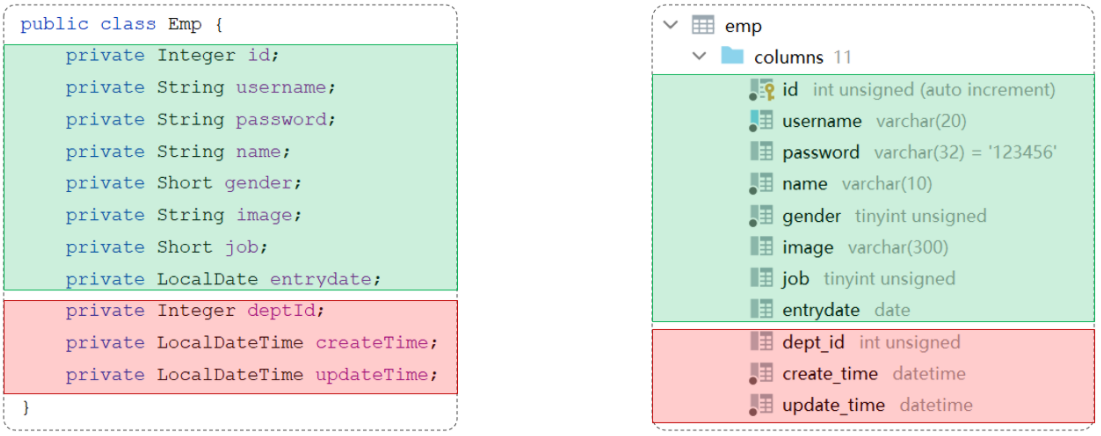 public class Emp {
private Integer id;
private String username;
private String password;
private String name;
private Short gender;
private String image;
private Short job;
private LocalDate entrydate;
private Integer deptId;
private LocalDateTime createTime;
private LocalDateTime updateTime;
}
emp
columns 11
id int unsigned (auto increment)
username varchar(20)
password varchar(32) = '123456'
name varchar(10)
gender tinyint unsigned
image varchar(300)
job tinyint unsigned
entrydate date
dept_id int unsigned
create_time datetime
update_time datetime